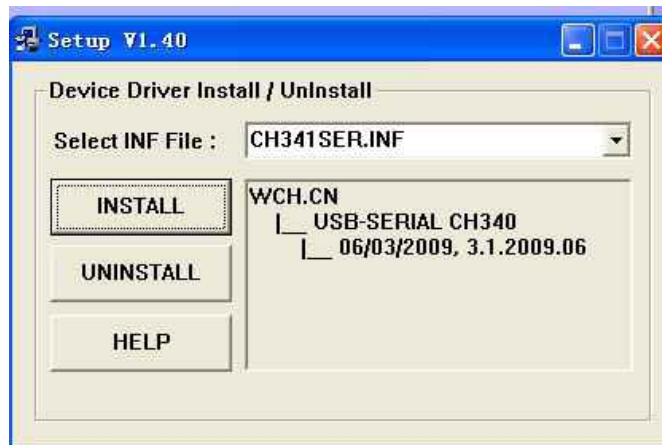 Setup V1.40
Device Driver Install / UnInstall
Select INF File :
CH341SER.INF
INSTALL
WCH.CN
|__ USB-SERIAL CH340
|__ 06/03/2009, 3.1.2009.06
UNINSTALL
HELP